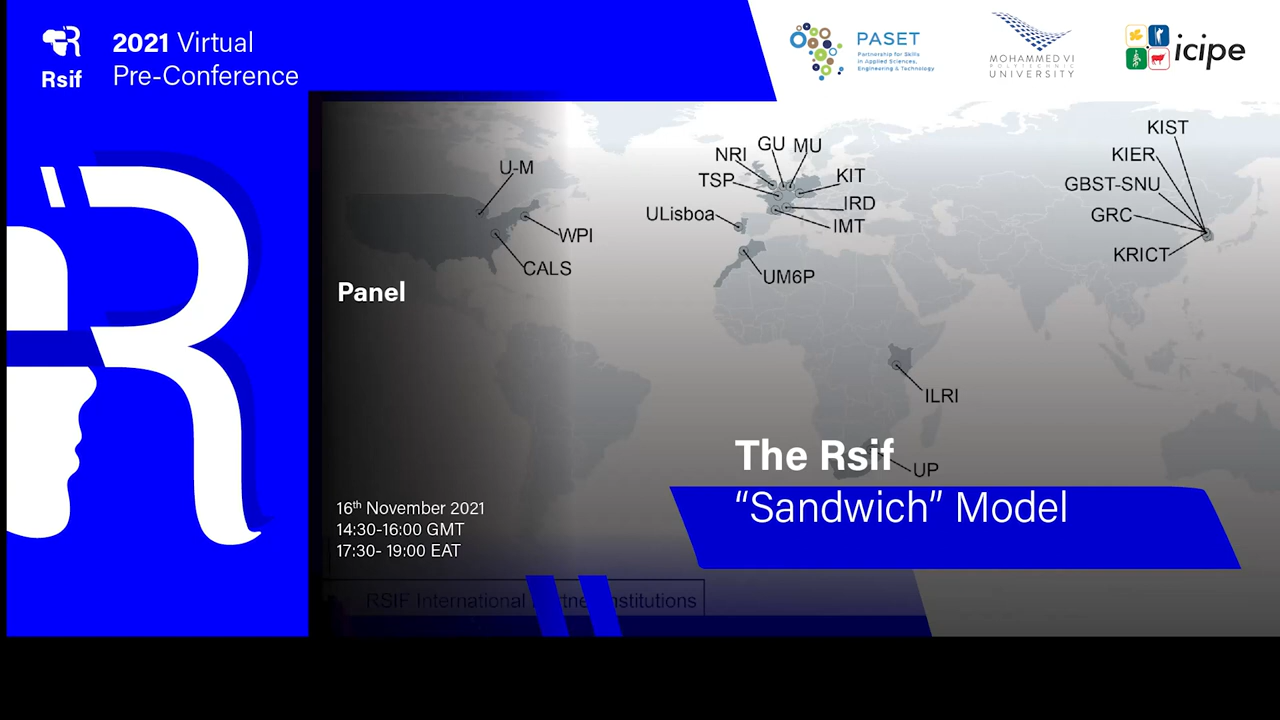 2021 Virtual
Pre-Conference
Rsif
PASET
Partnership for Skills
in Applied Sciences,
Engineering & Technology
MOHAMMED VI
POLYTECHNIC
UNIVERSITY
icipe
U-M
WPI
CALS
NRI
GU
MU
TSP
KIT
ULisboa
IRD
IMT
UM6P
KIST
KIER
GBST-SNU
GRC
KRICT
Panel
ILRI
UP
The Rsif
“Sandwich” Model
16th November 2021
14:30-16:00 GMT
17:30- 19:00 EAT
RSIF International Institutions